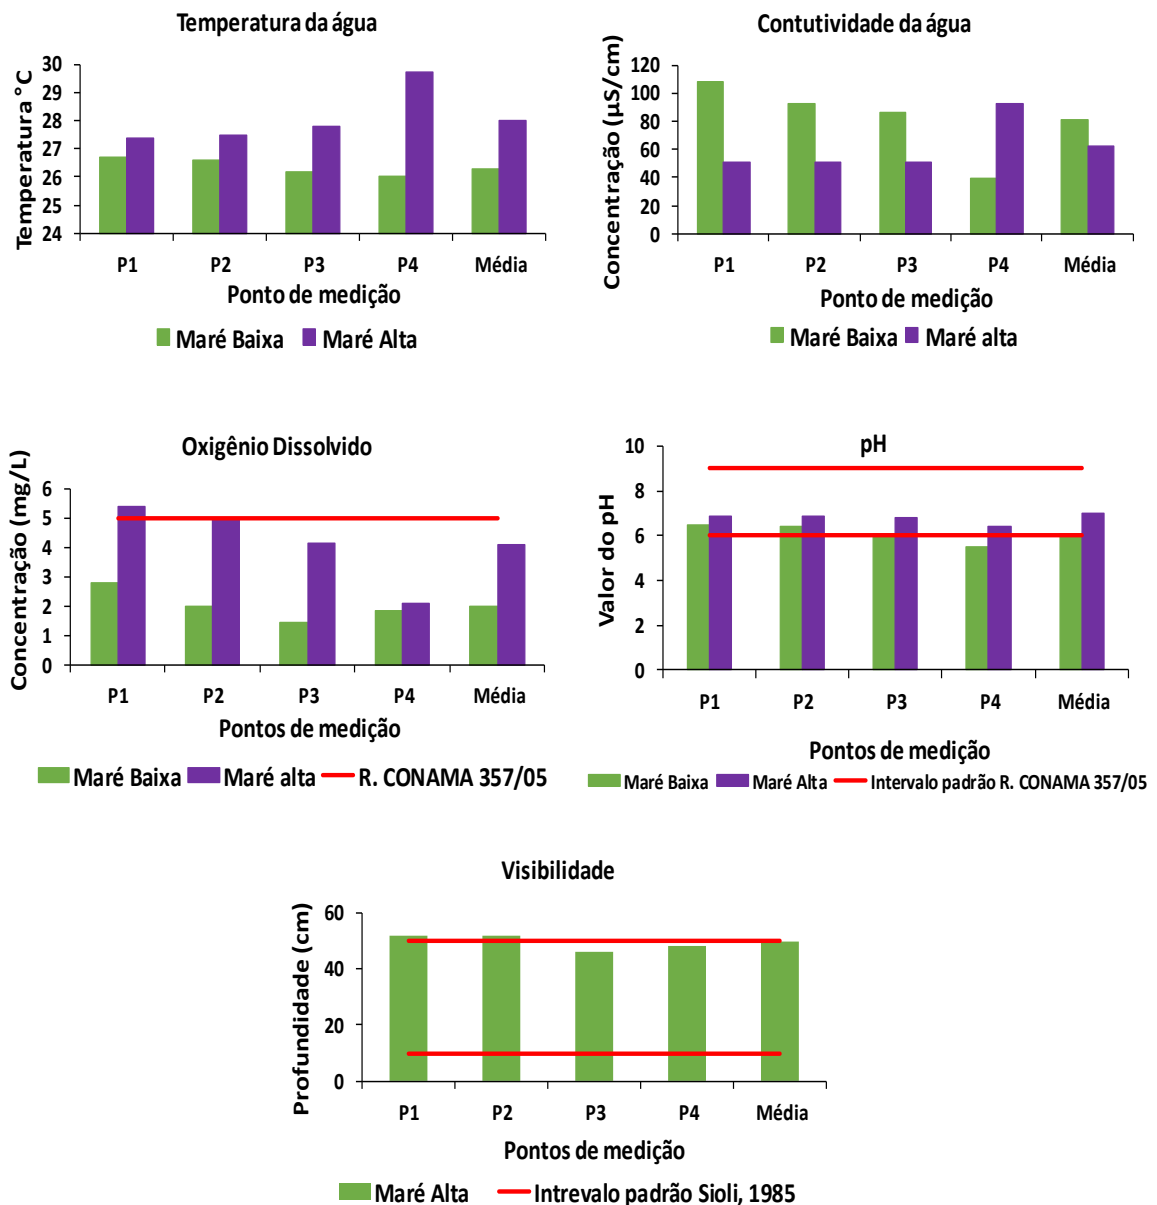 Temperatura da água
Temperatura °C
30
29
28
27
26
25
24
P1 P2 P3 P4 Média
Ponto de medição
Maré Baixa Maré Alta
Contutividade da água
Concentração (µS/cm)
120
100
80
60
40
20
0
P1 P2 P3 P4 Média
Ponto de medição
Maré Baixa Maré alta
Oxigênio Dissolvido
Concentração (mg/L)
6
5
4
3
2
1
0
P1 P2 P3 P4 Média
Pontos de medição
Maré Baixa Maré alta R. CONAMA 357/05
pH
Valor do pH
10
8
6
4
2
0
P1 P2 P3 P4 Média
Pontos de medição
Maré Baixa Maré Alta Intervalo padrão R. CONAMA 357/05
Visibilidade
Profundidade (cm)
60
40
20
0
P1 P2 P3 P4 Média
Pontos de medição
Maré Alta Intrevalo padrão Sioli, 1985